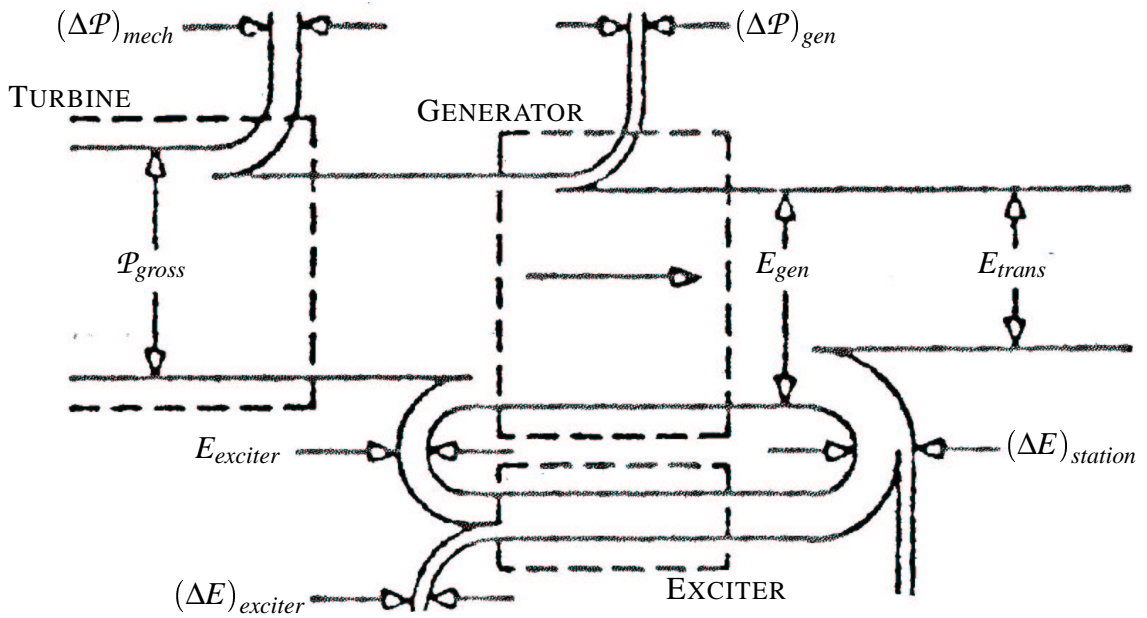 (Δ𝒫)mech
(Δ𝒫)gen
TURBINE
GENERATOR
𝒫gross
Egen
Etrans
Eexciter
(ΔE)station
(ΔE)exciter
EXCITER